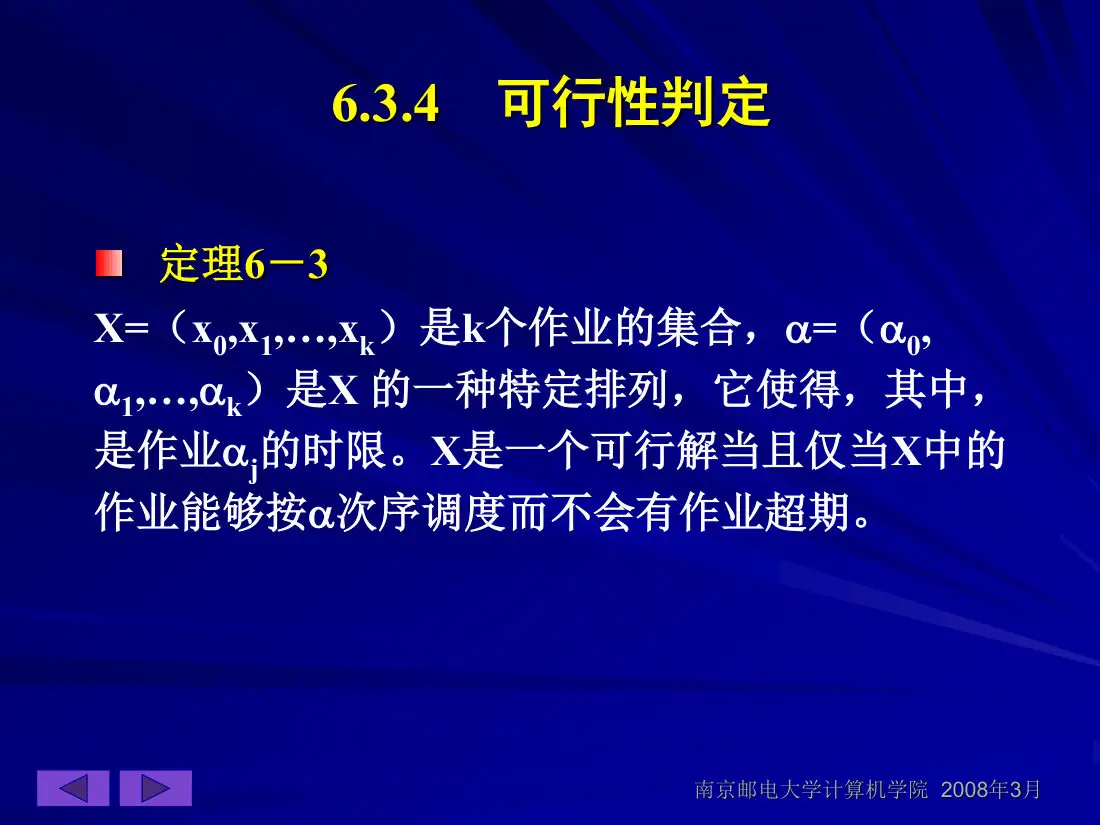 6.3.4 可行性判定
定理6－3
X=（x0,x1,…,xk）是k个作业的集合，α=（α0,
α1,…,αk）是X 的一种特定排列，它使得，其中，
是作业αj的时限。X是一个可行解当且仅当X中的
作业能够按α次序调度而不会有作业超期。
南京邮电大学计算机学院 2008年3月